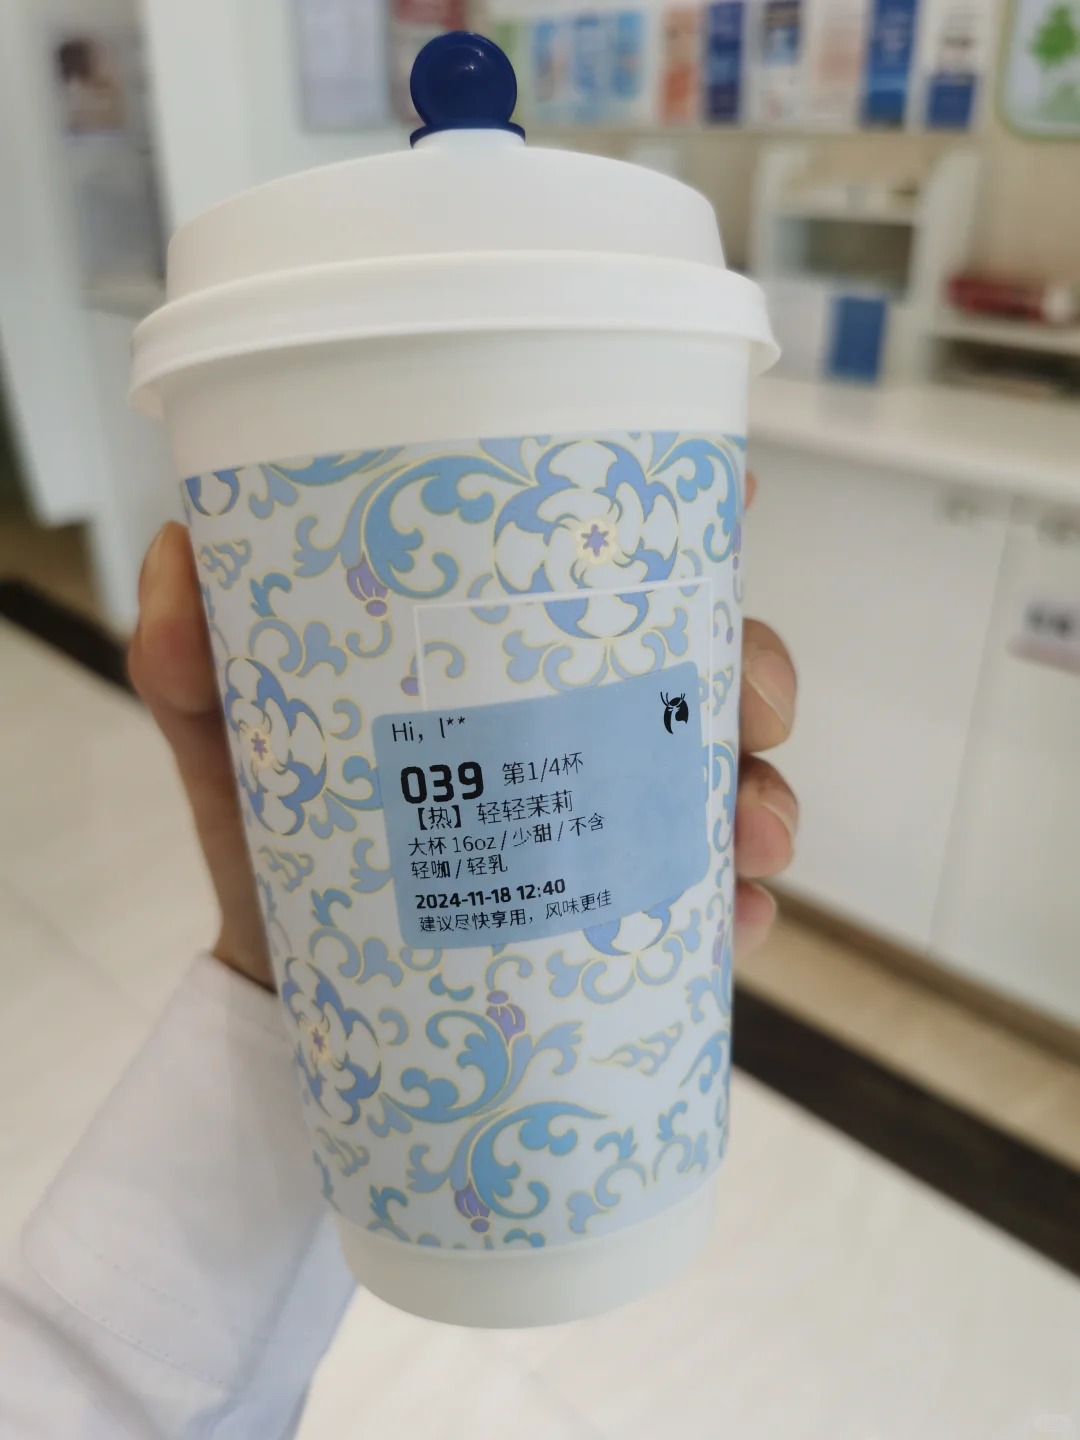 Hi, l**
039 第1/4杯
【热】轻轻茉莉
大杯 16oz / 少甜 / 不含
轻咖 / 轻乳
2024-11-18 12:40
建议尽快享用，风味更佳